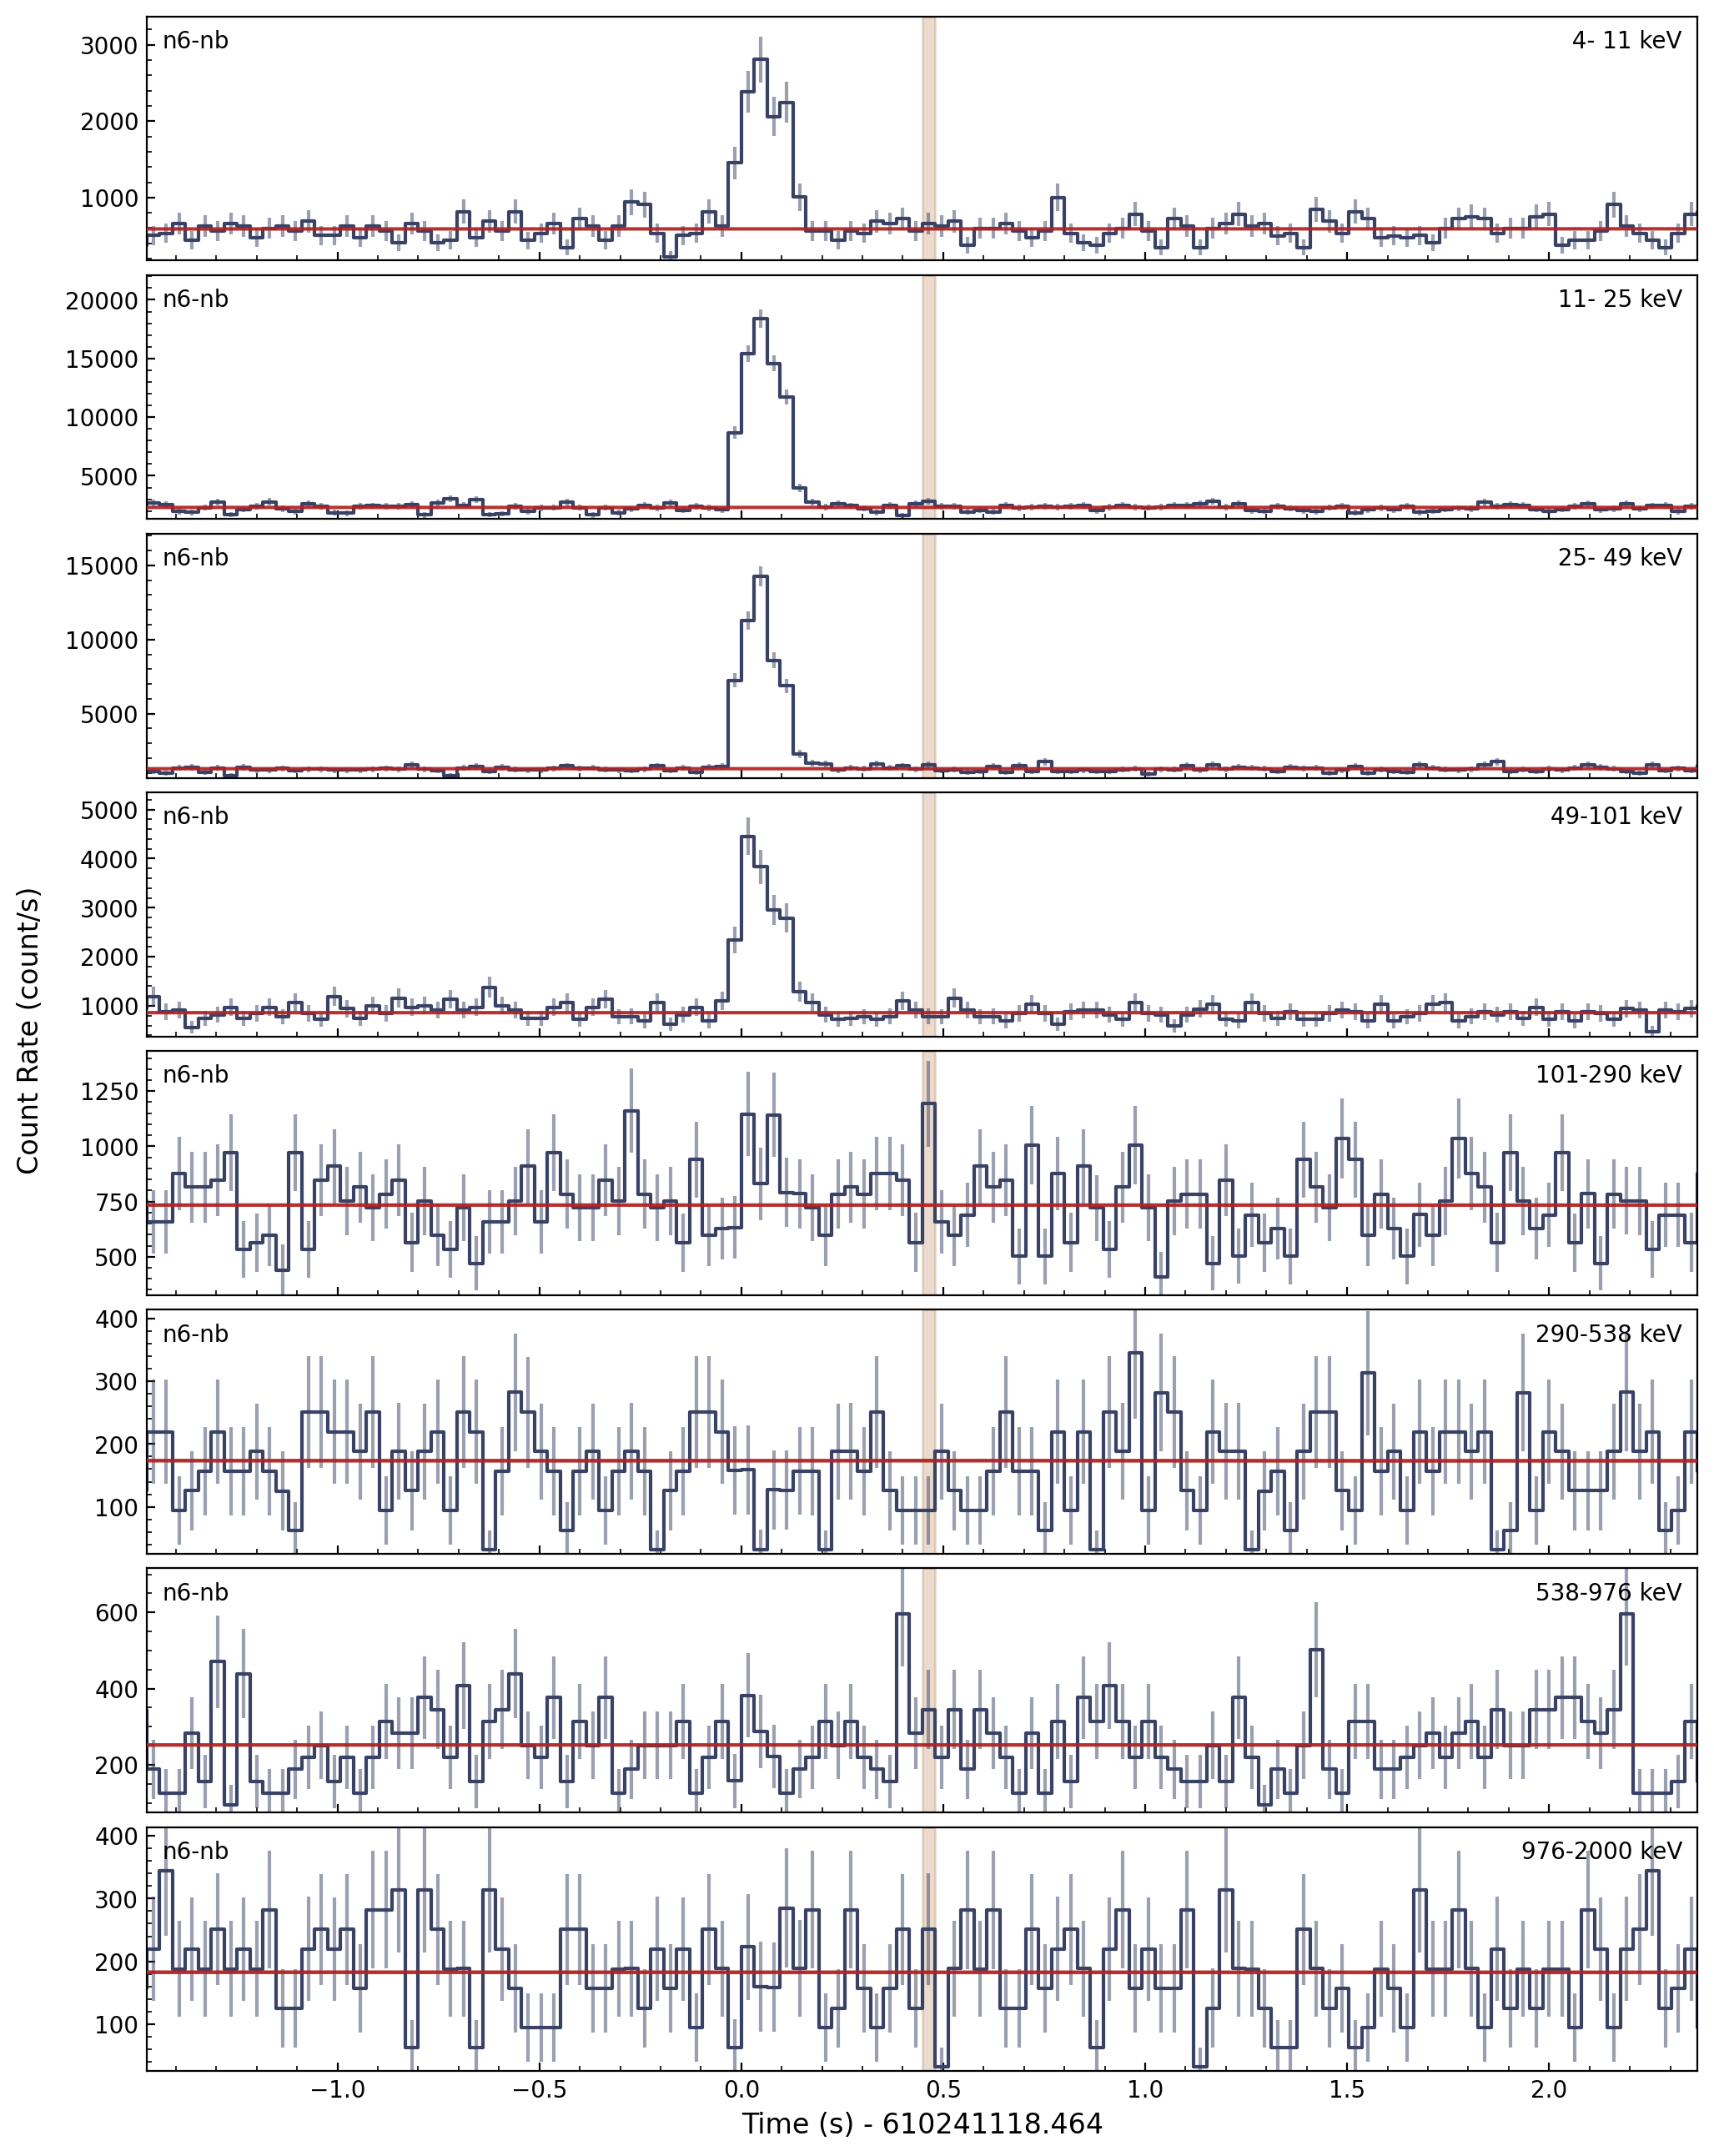 n6-nb 4- 11 keV
3000
2000
1000
n6-nb 11- 25 keV
20000
15000
10000
5000
n6-nb 25- 49 keV
15000
10000
5000
n6-nb 49-101 keV
5000
4000
3000
2000
1000
Count Rate (count/s)
n6-nb 101-290 keV
1250
1000
750
500
n6-nb 290-538 keV
400
300
200
100
n6-nb 538-976 keV
600
400
200
n6-nb 976-2000 keV
400
300
200
100
−1.0 −0.5 0.0 0.5 1.0 1.5 2.0
Time (s) - 610241118.464